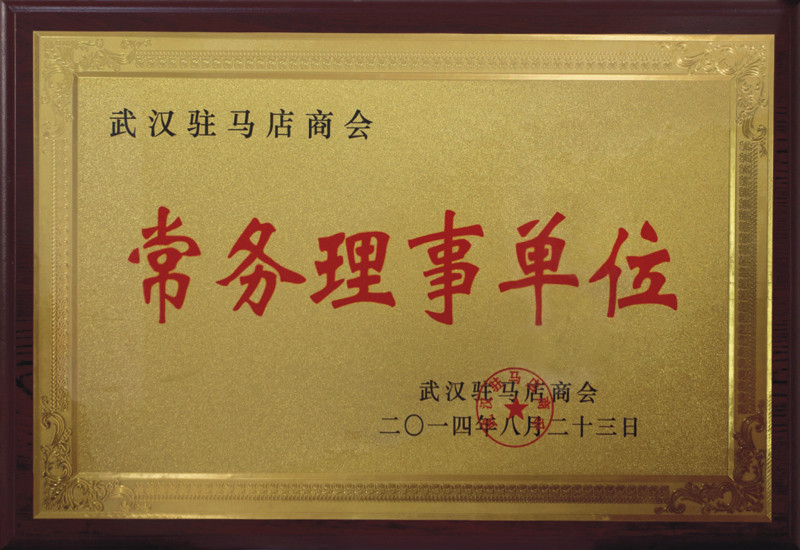 武汉驻马店商会
常务理事单位
武汉驻马店商会
二〇一四年八月二十三日